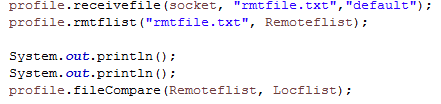 profile.receivefile(socket, "rmtfile.txt","default");
profile.rmtflist("rmtfile.txt", Remoteflist);
System.out.println();
System.out.println();
profile.fileCompare(Remoteflist, Locflist);